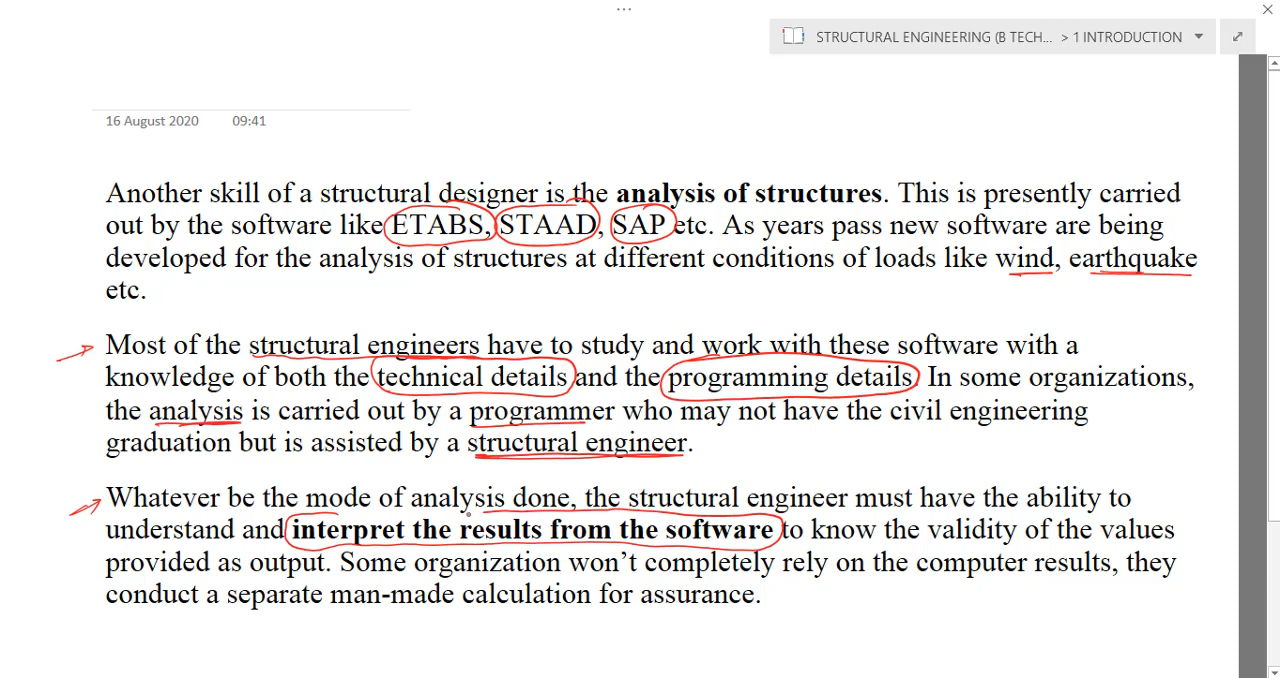 STRUCTURAL ENGINEERING (B TECH... > 1 INTRODUCTION
16 August 2020 09:41
Another skill of a structural designer is the analysis of structures. This is presently carried
out by the software like ETABS, STAAD, SAP etc. As years pass new software are being
developed for the analysis of structures at different conditions of loads like wind, earthquake
etc.
Most of the structural engineers have to study and work with these software with a
knowledge of both the technical details and the programming details. In some organizations,
the analysis is carried out by a programmer who may not have the civil engineering
graduation but is assisted by a structural engineer.
Whatever be the mode of analysis done, the structural engineer must have the ability to
understand and interpret the results from the software to know the validity of the values
provided as output. Some organization won’t completely rely on the computer results, they
conduct a separate man-made calculation for assurance.